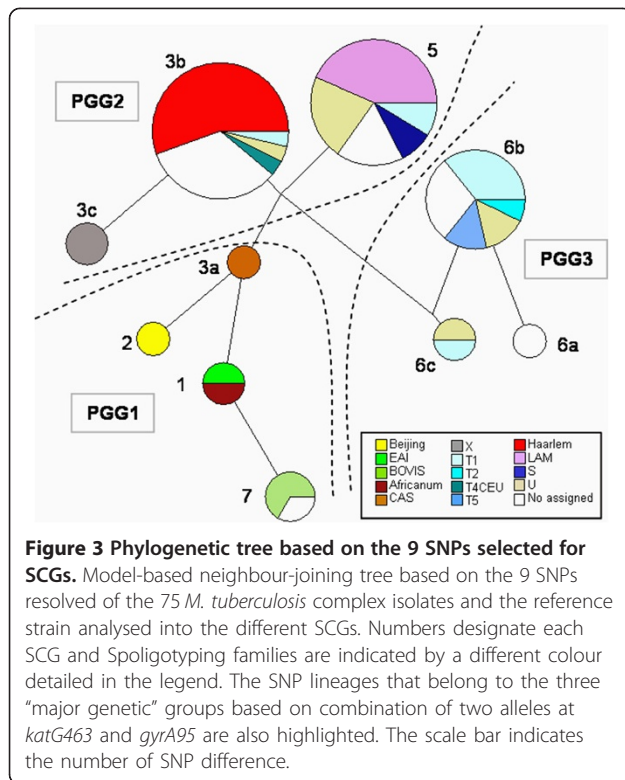 3b
5
PGG2
6b
3c
PGG3
3a
2
6c
6a
1
PGG1
7
Beijing
EAI
BOVIS
Africanum
CAS
X
T1
T2
T4CEU
T5
Haarlem
LAM
S
U
No assigned
Figure 3 Phylogenetic tree based on the 9 SNPs selected for
SCGs. Model-based neighbour-joining tree based on the 9 SNPs
resolved of the 75 M. tuberculosis complex isolates and the reference
strain analysed into the different SCGs. Numbers designate each
SCG and Spoligotyping families are indicated by a different colour
detailed in the legend. The SNP lineages that belong to the three
"major genetic" groups based on combination of two alleles at
katG463 and gyrA95 are also highlighted. The scale bar indicates
the number of SNP difference.